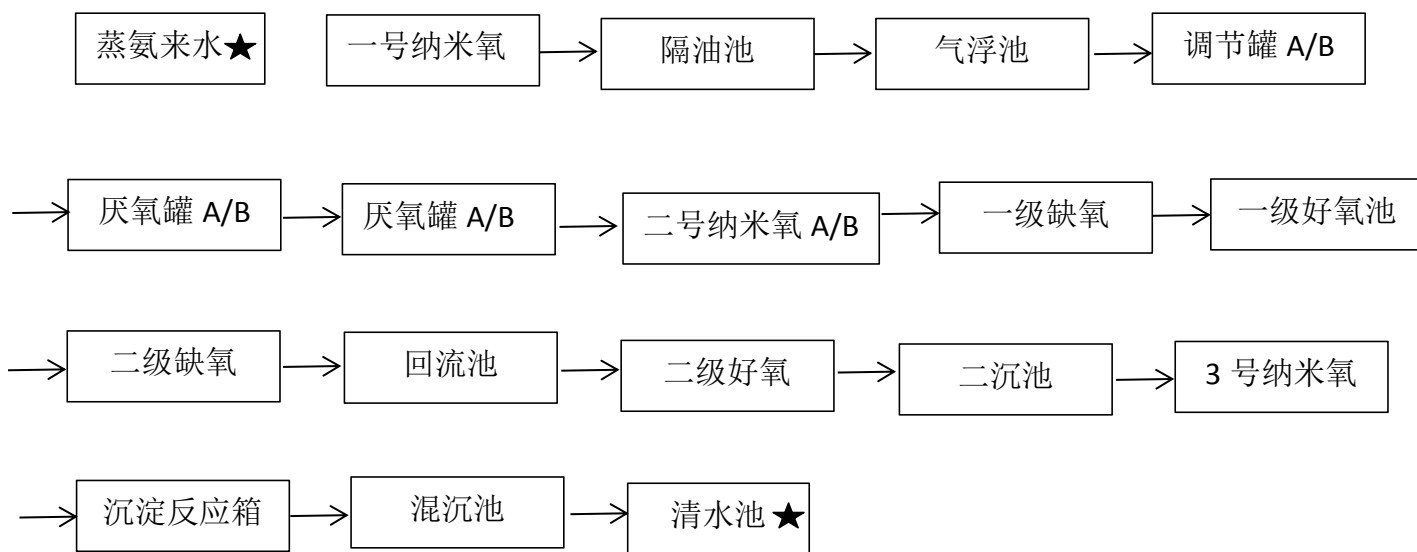 蒸氨来水★ 一号纳米氧 隔油池 气浮池 调节罐 A/B
厌氧罐 A/B 厌氧罐 A/B 二号纳米氧 A/B 一级缺氧 一级好氧池
二级缺氧 回流池 二级好氧 二沉池 3 号纳米氧
沉淀反应箱 混沉池 清水池★